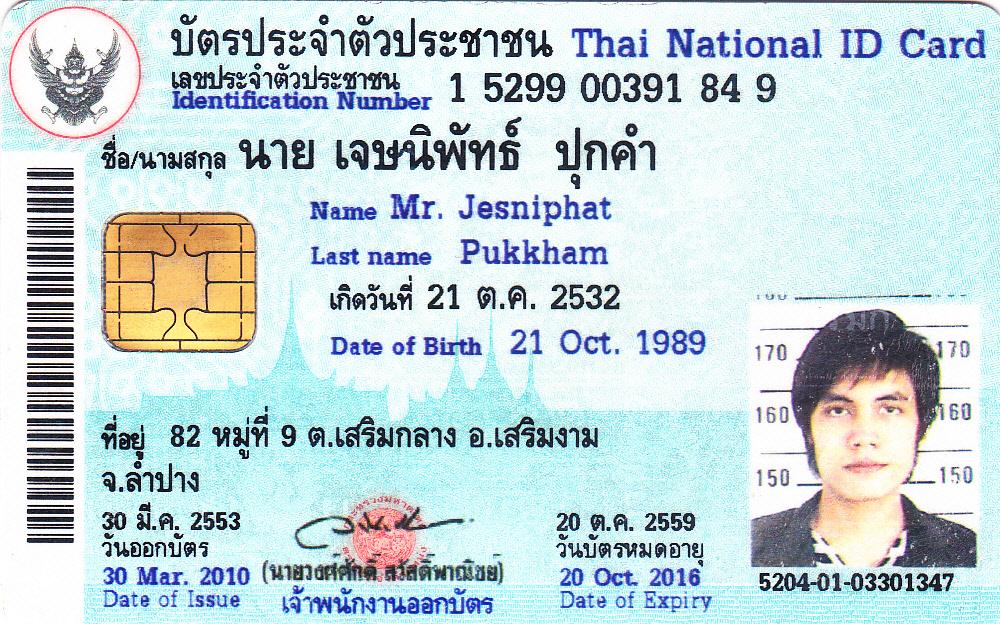 บัตรประจำตัวประชาชน Thai National ID Card
เลขประจำตัวประชาชน
Identification Number 1 5299 00391 84 9
ชื่อ/นามสกุล นาย เจษนิพัทธ์ ปุกคำ
Name Mr. Jesniphat
Last name Pukkham
เกิดวันที่ 21 ต.ค. 2532
Date of Birth 21 Oct. 1989
170 170
160 160
150 150
ที่อยู่ 82 หมู่ที่ 9 ต.เสริมกลาง อ.เสริมงาม
จ.ลำปาง
30 มี.ค. 2553
วันออกบัตร
30 Mar. 2010
Date of Issue
(นายวงศ์ศักดิ์ สวัสดิ์พาณิชย์)
เจ้าพนักงานออกบัตร
20 ต.ค. 2559
วันบัตรหมดอายุ
20 Oct. 2016
Date of Expiry
5204-01-03301347